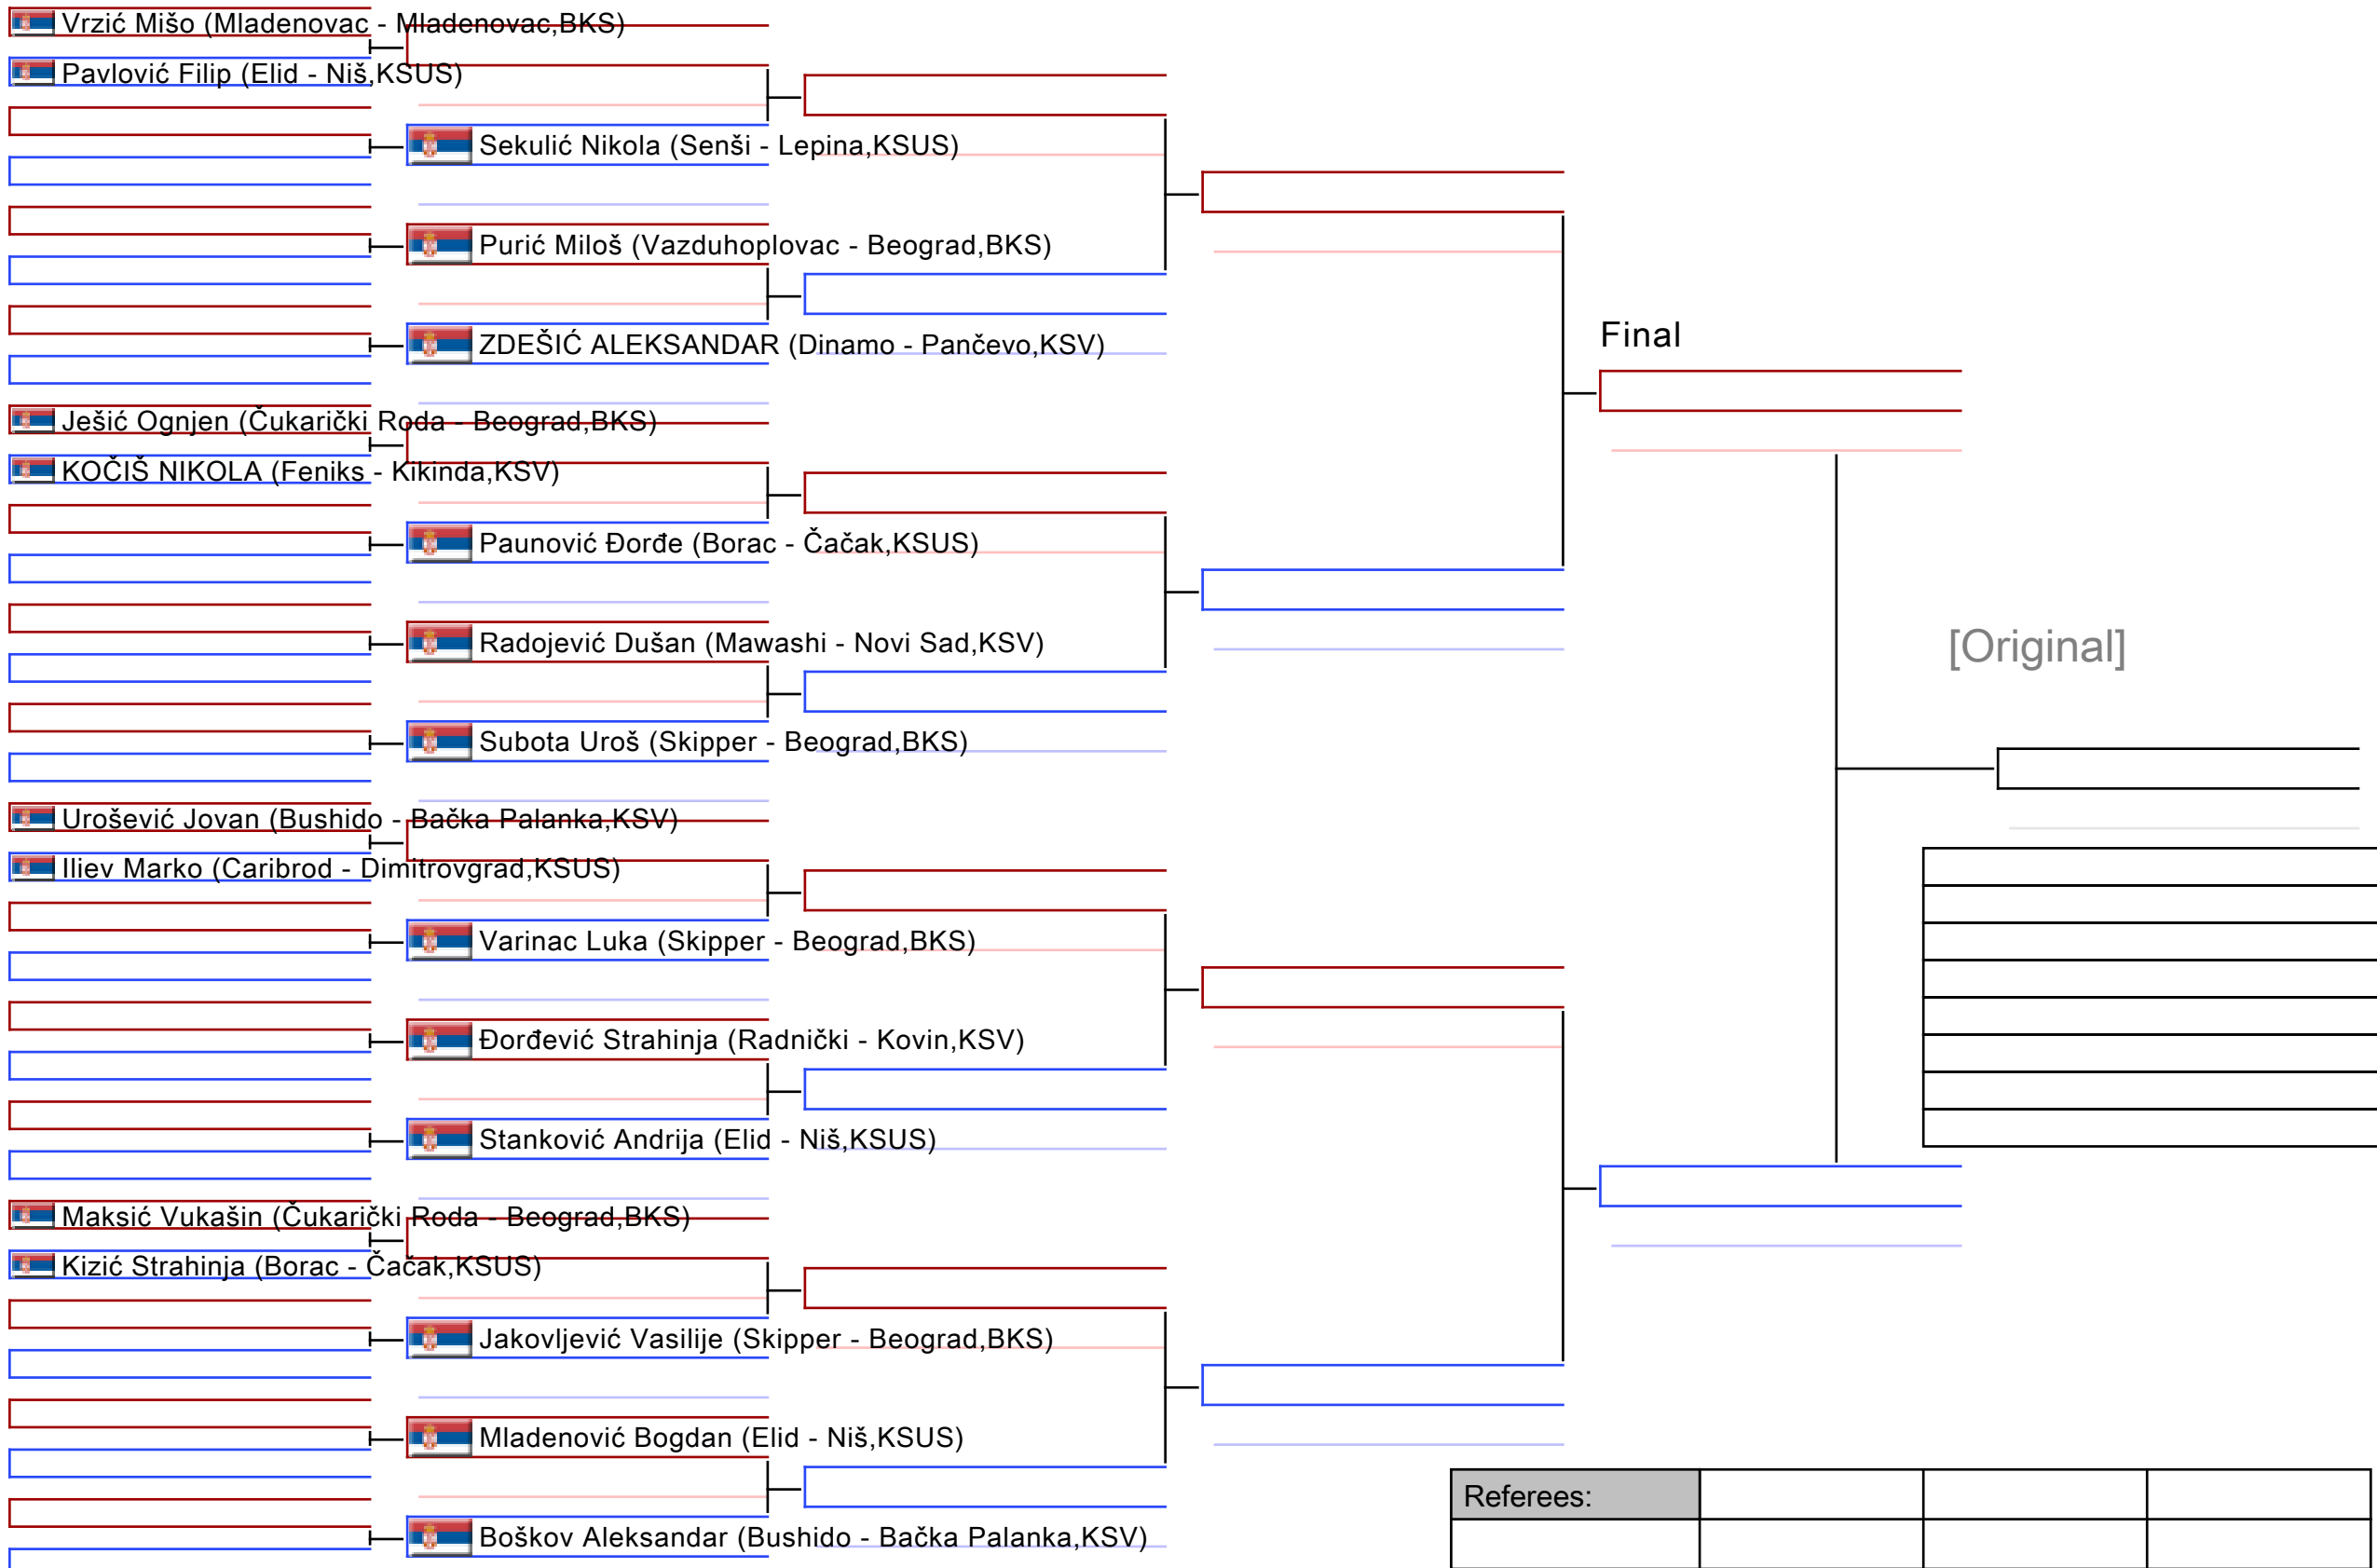 Vrzić Mišo (Mladenovac - Mladenovac,BKS)
Pavlović Filip (Elid - Niš,KSUS)
Sekulić Nikola (Senši - Lepina,KSUS)
Purić Miloš (Vazduhoplovac - Beograd,BKS)
ZDEŠIĆ ALEKSANDAR (Dinamo - Pančevo,KSV)
Final
Ješić Ognjen (Čukarički Roda - Beograd,BKS)
KOČIŠ NIKOLA (Feniks - Kikinda,KSV)
Paunović Đorđe (Borac - Čačak,KSUS)
Radojević Dušan (Mawashi - Novi Sad,KSV)
[Original]
Subota Uroš (Skipper - Beograd,BKS)
Urošević Jovan (Bushido - Bačka Palanka,KSV)
Iliev Marko (Caribrod - Dimitrovgrad,KSUS)
Varinac Luka (Skipper - Beograd,BKS)
Đorđević Strahinja (Radnički - Kovin,KSV)
Stanković Andrija (Elid - Niš,KSUS)
Maksić Vukašin (Čukarički Roda - Beograd,BKS)
Kizić Strahinja (Borac - Čačak,KSUS)
Jakovljević Vasilije (Skipper - Beograd,BKS)
Mladenović Bogdan (Elid - Niš,KSUS)
Referees:
Boškov Aleksandar (Bushido - Bačka Palanka,KSV)